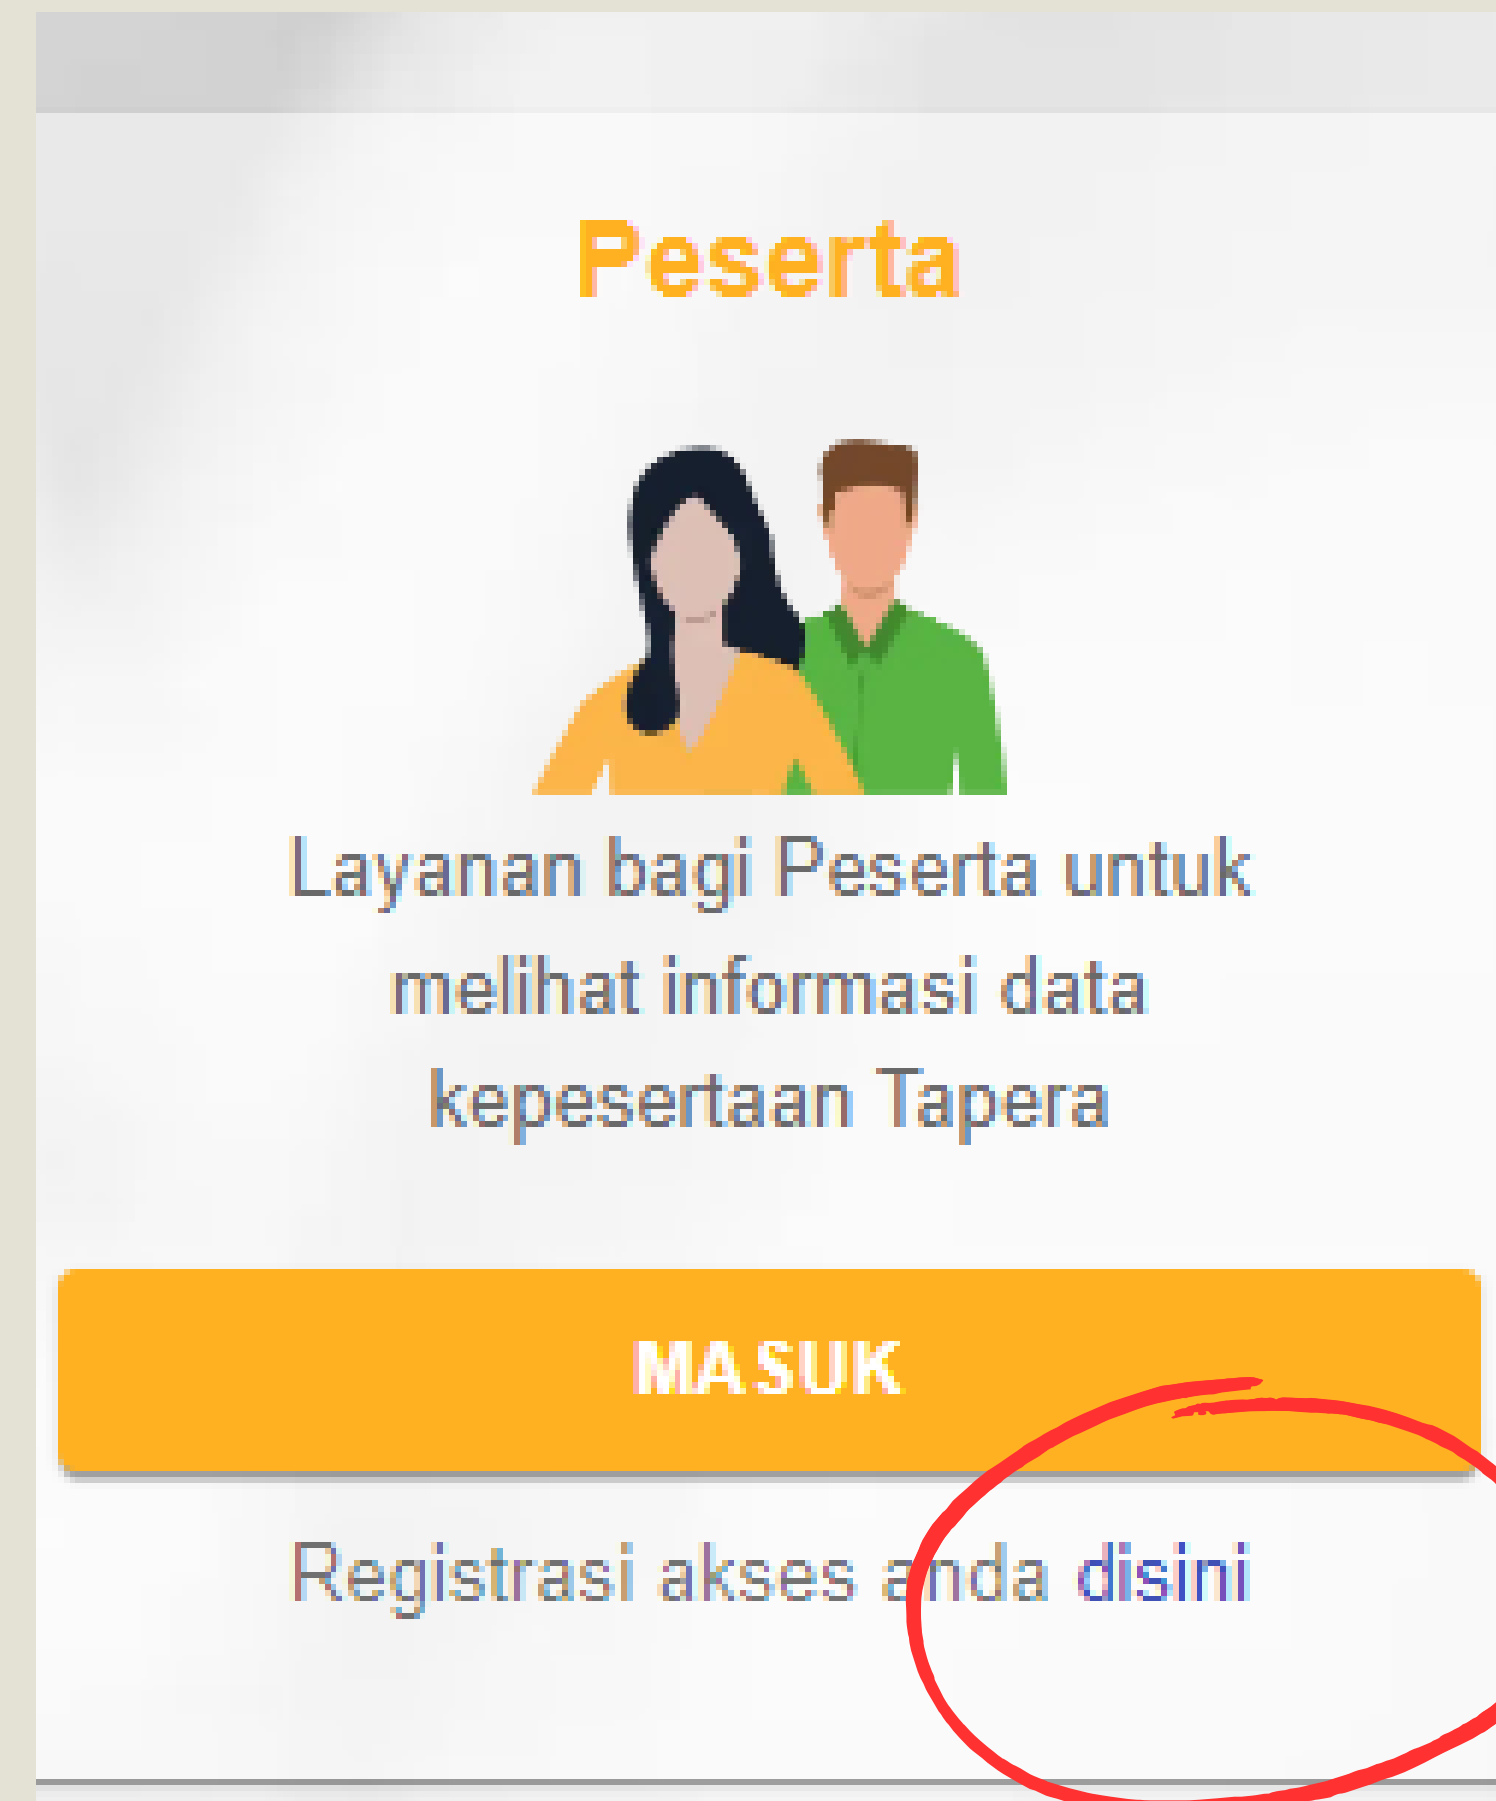 Peserta
Layanan bagi Peserta untuk
melihat informasi data
kepesertaan Tapera
MASUK
Registrasi akses anda disini